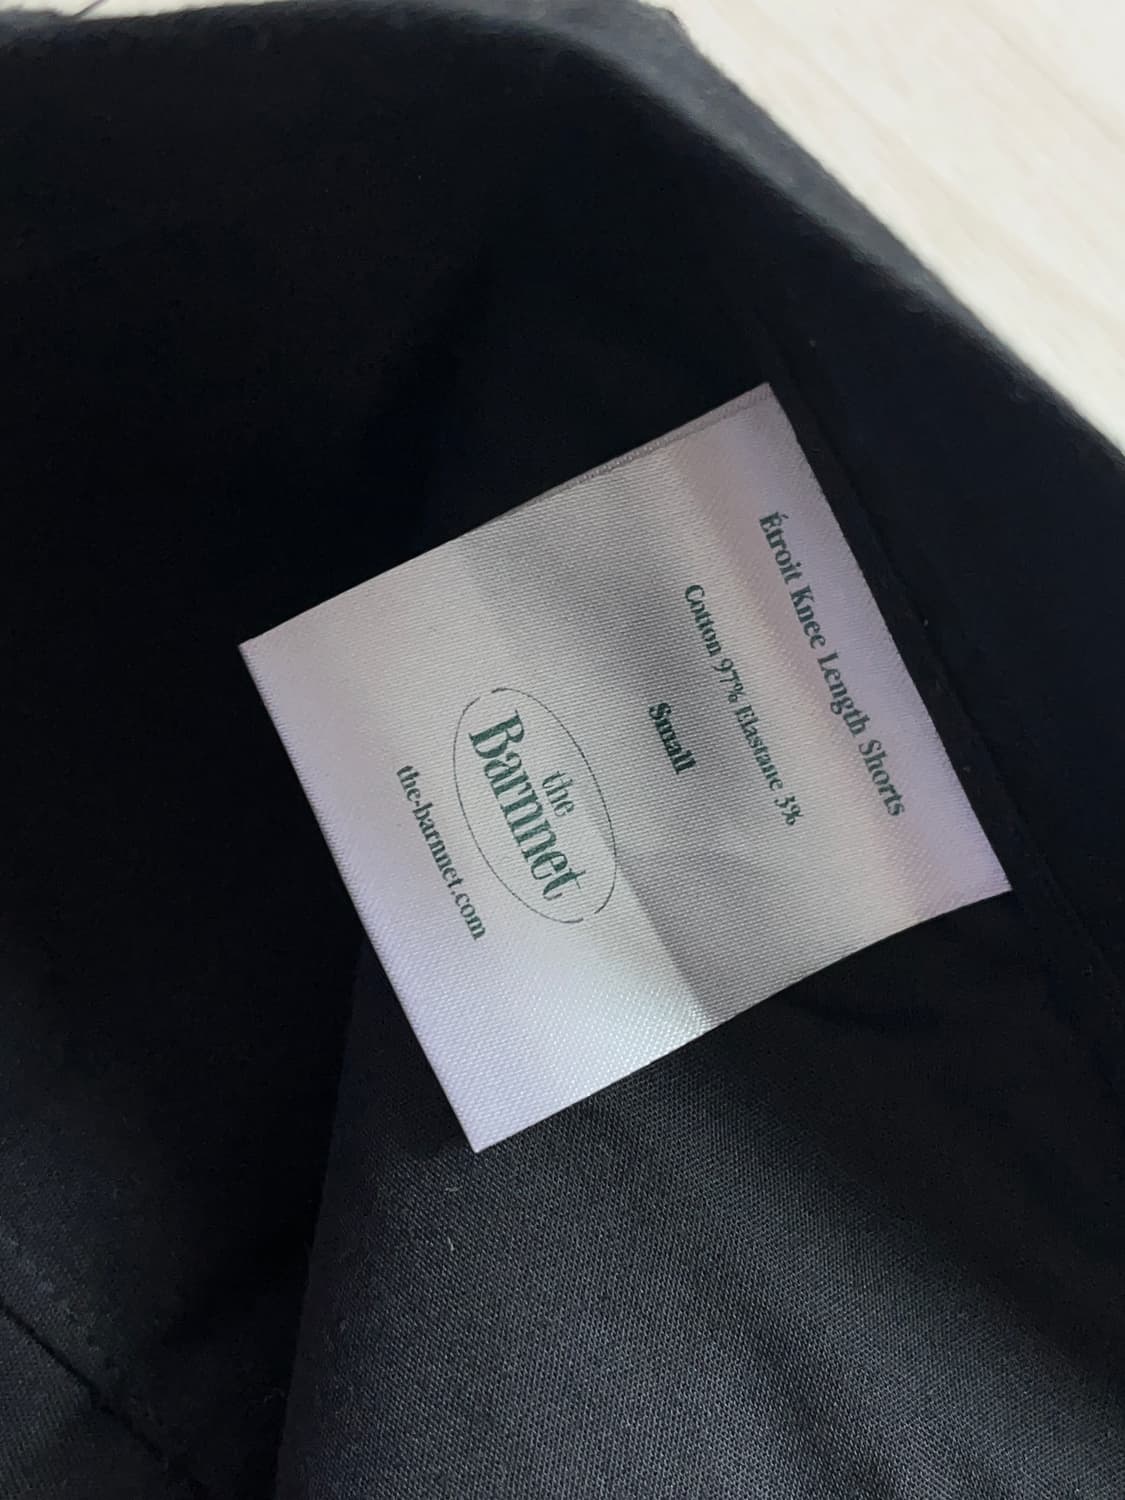 Étroit Knee Length Shorts
Cotton 97% Elastane 3%
Small
the
Barnnet
the-barnnet.com